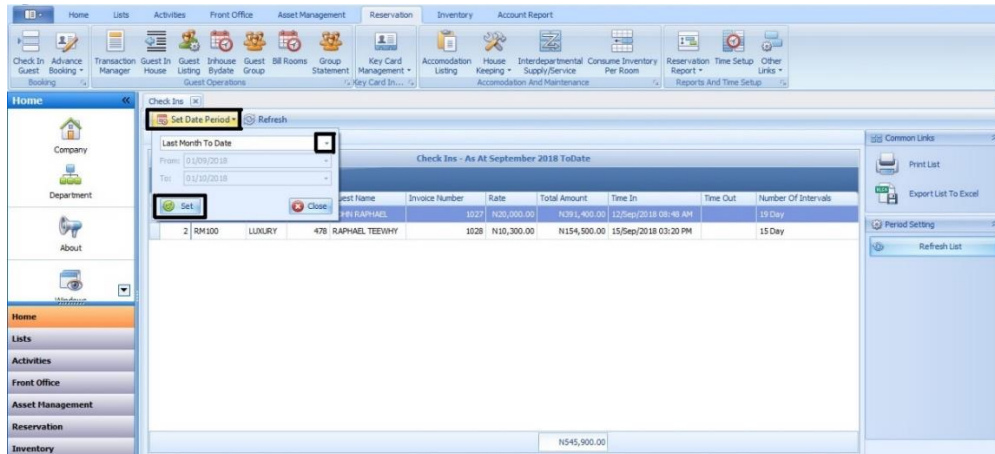 Home Lists Activities Front Office Asset Management Reservation Inventory Account Report
Check In Guest Advance Booking Transaction Manager Guest In House Guest Listing Inhouse Bydate Guest Group Bill Rooms Group Statement Key Card Management Accomodation Listing House Keeping Interdepartmental Supply/Service Consume Inventory Per Room Reservation Report Time Setup Other Links
Booking Guest Operations Key Card In... Accomodation And Maintenance Reports And Time Setup
Home
Company
Department
About
Home
Lists
Activities
Front Office
Asset Management
Reservation
Inventory
Check Ins
Set Date Period Refresh
Last Month To Date
From: 01/09/2018
To: 01/10/2018
Set Close
Check Ins - As At September 2018 ToDate
Name Invoice Number Rate Total Amount Time In Time Out Number Of Intervals
RAPHAEL 1027 N20,000.00 N391,400.00 12/Sep/2018 08:48 AM 19 Day
2 RM100 LUXURY 478 RAPHAEL TEEWHY 1028 N10,300.00 N154,500.00 15/Sep/2018 03:20 PM 15 Day
N545,900.00
Common Links
Print List
Export List To Excel
Period Setting
Refresh List